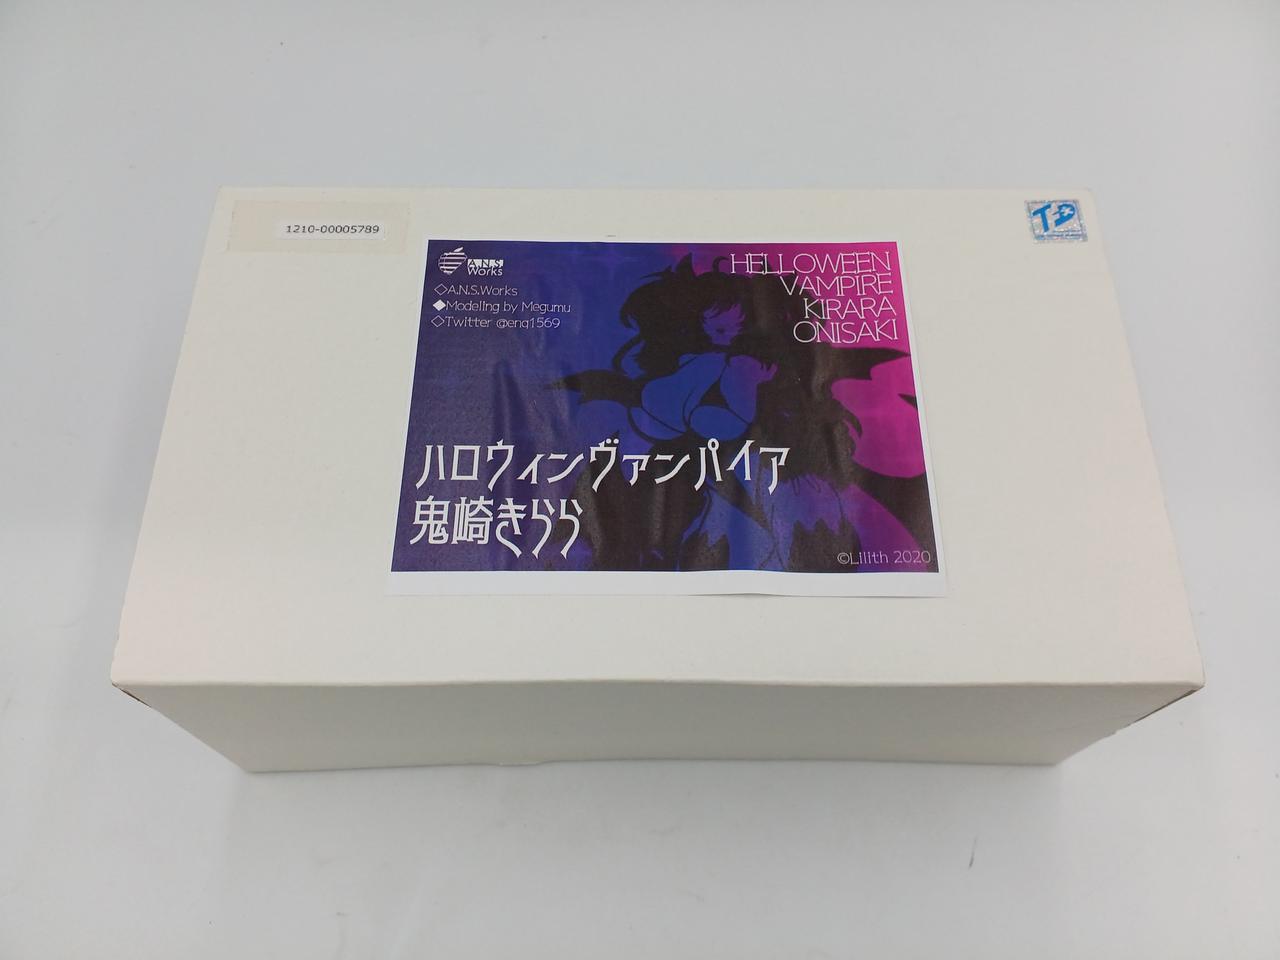 1210-00005789
TD
A.N.S.
Works
◇A.N.S.Works
◆Modeling by Megumu
◇Twitter @enq1569
HELLOWEEN
VAMPIRE
KIRARA
ONISAKI
ハロウィンヴァンパイア
鬼崎きらら
©Lilith 2020